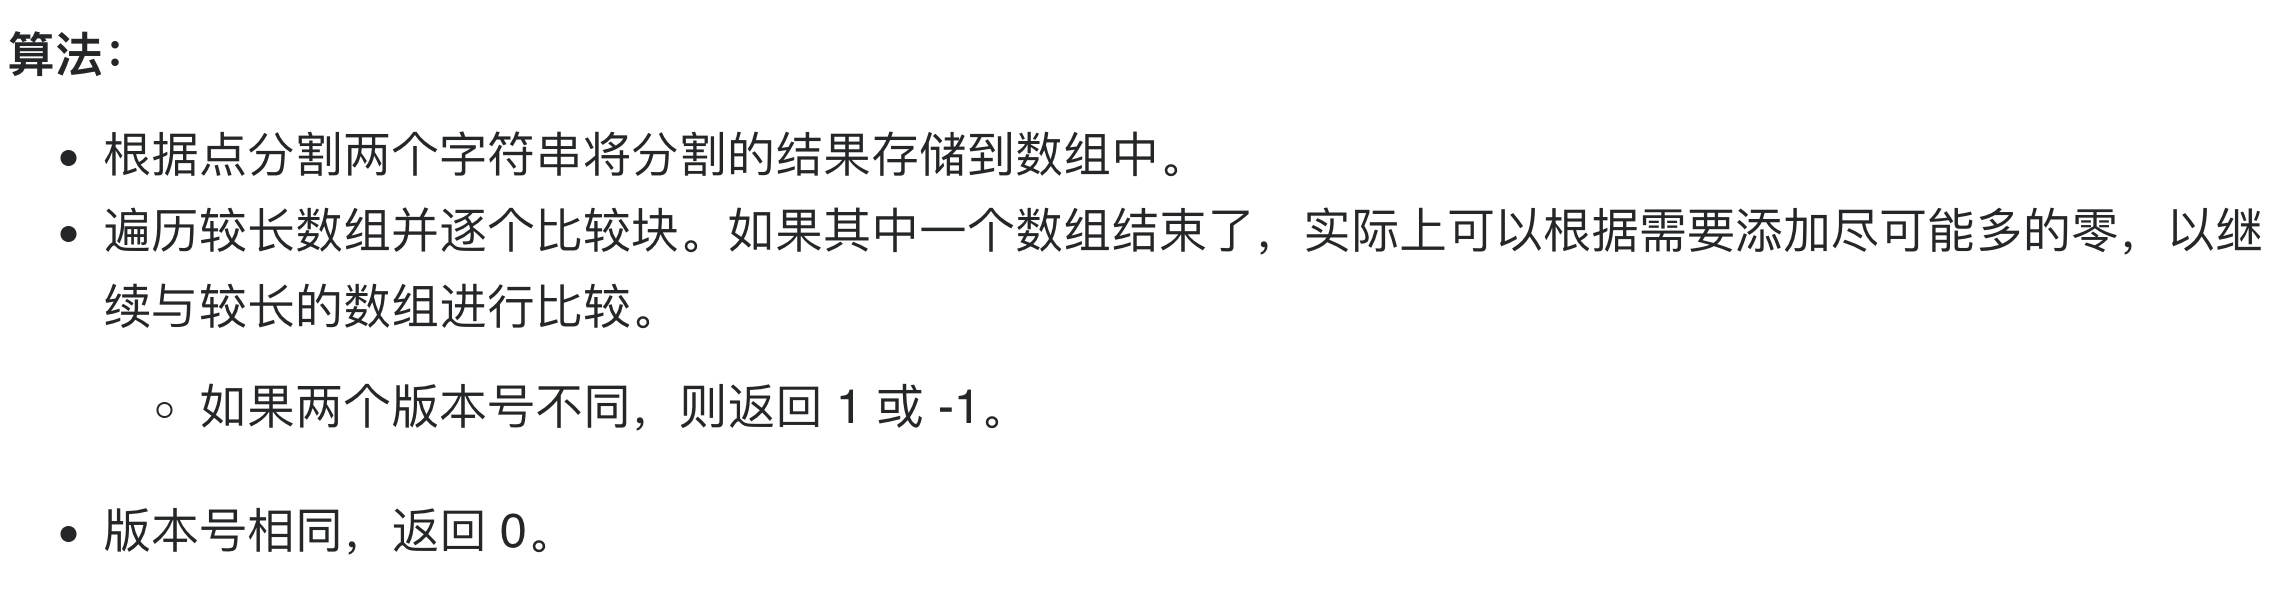 算法：
• 根据点分割两个字符串将分割的结果存储到数组中。
• 遍历较长数组并逐个比较块。如果其中一个数组结束了，实际上可以根据需要添加尽可能多的零，以继
续与较长的数组进行比较。
◦ 如果两个版本号不同，则返回 1 或 -1。
• 版本号相同，返回 0。